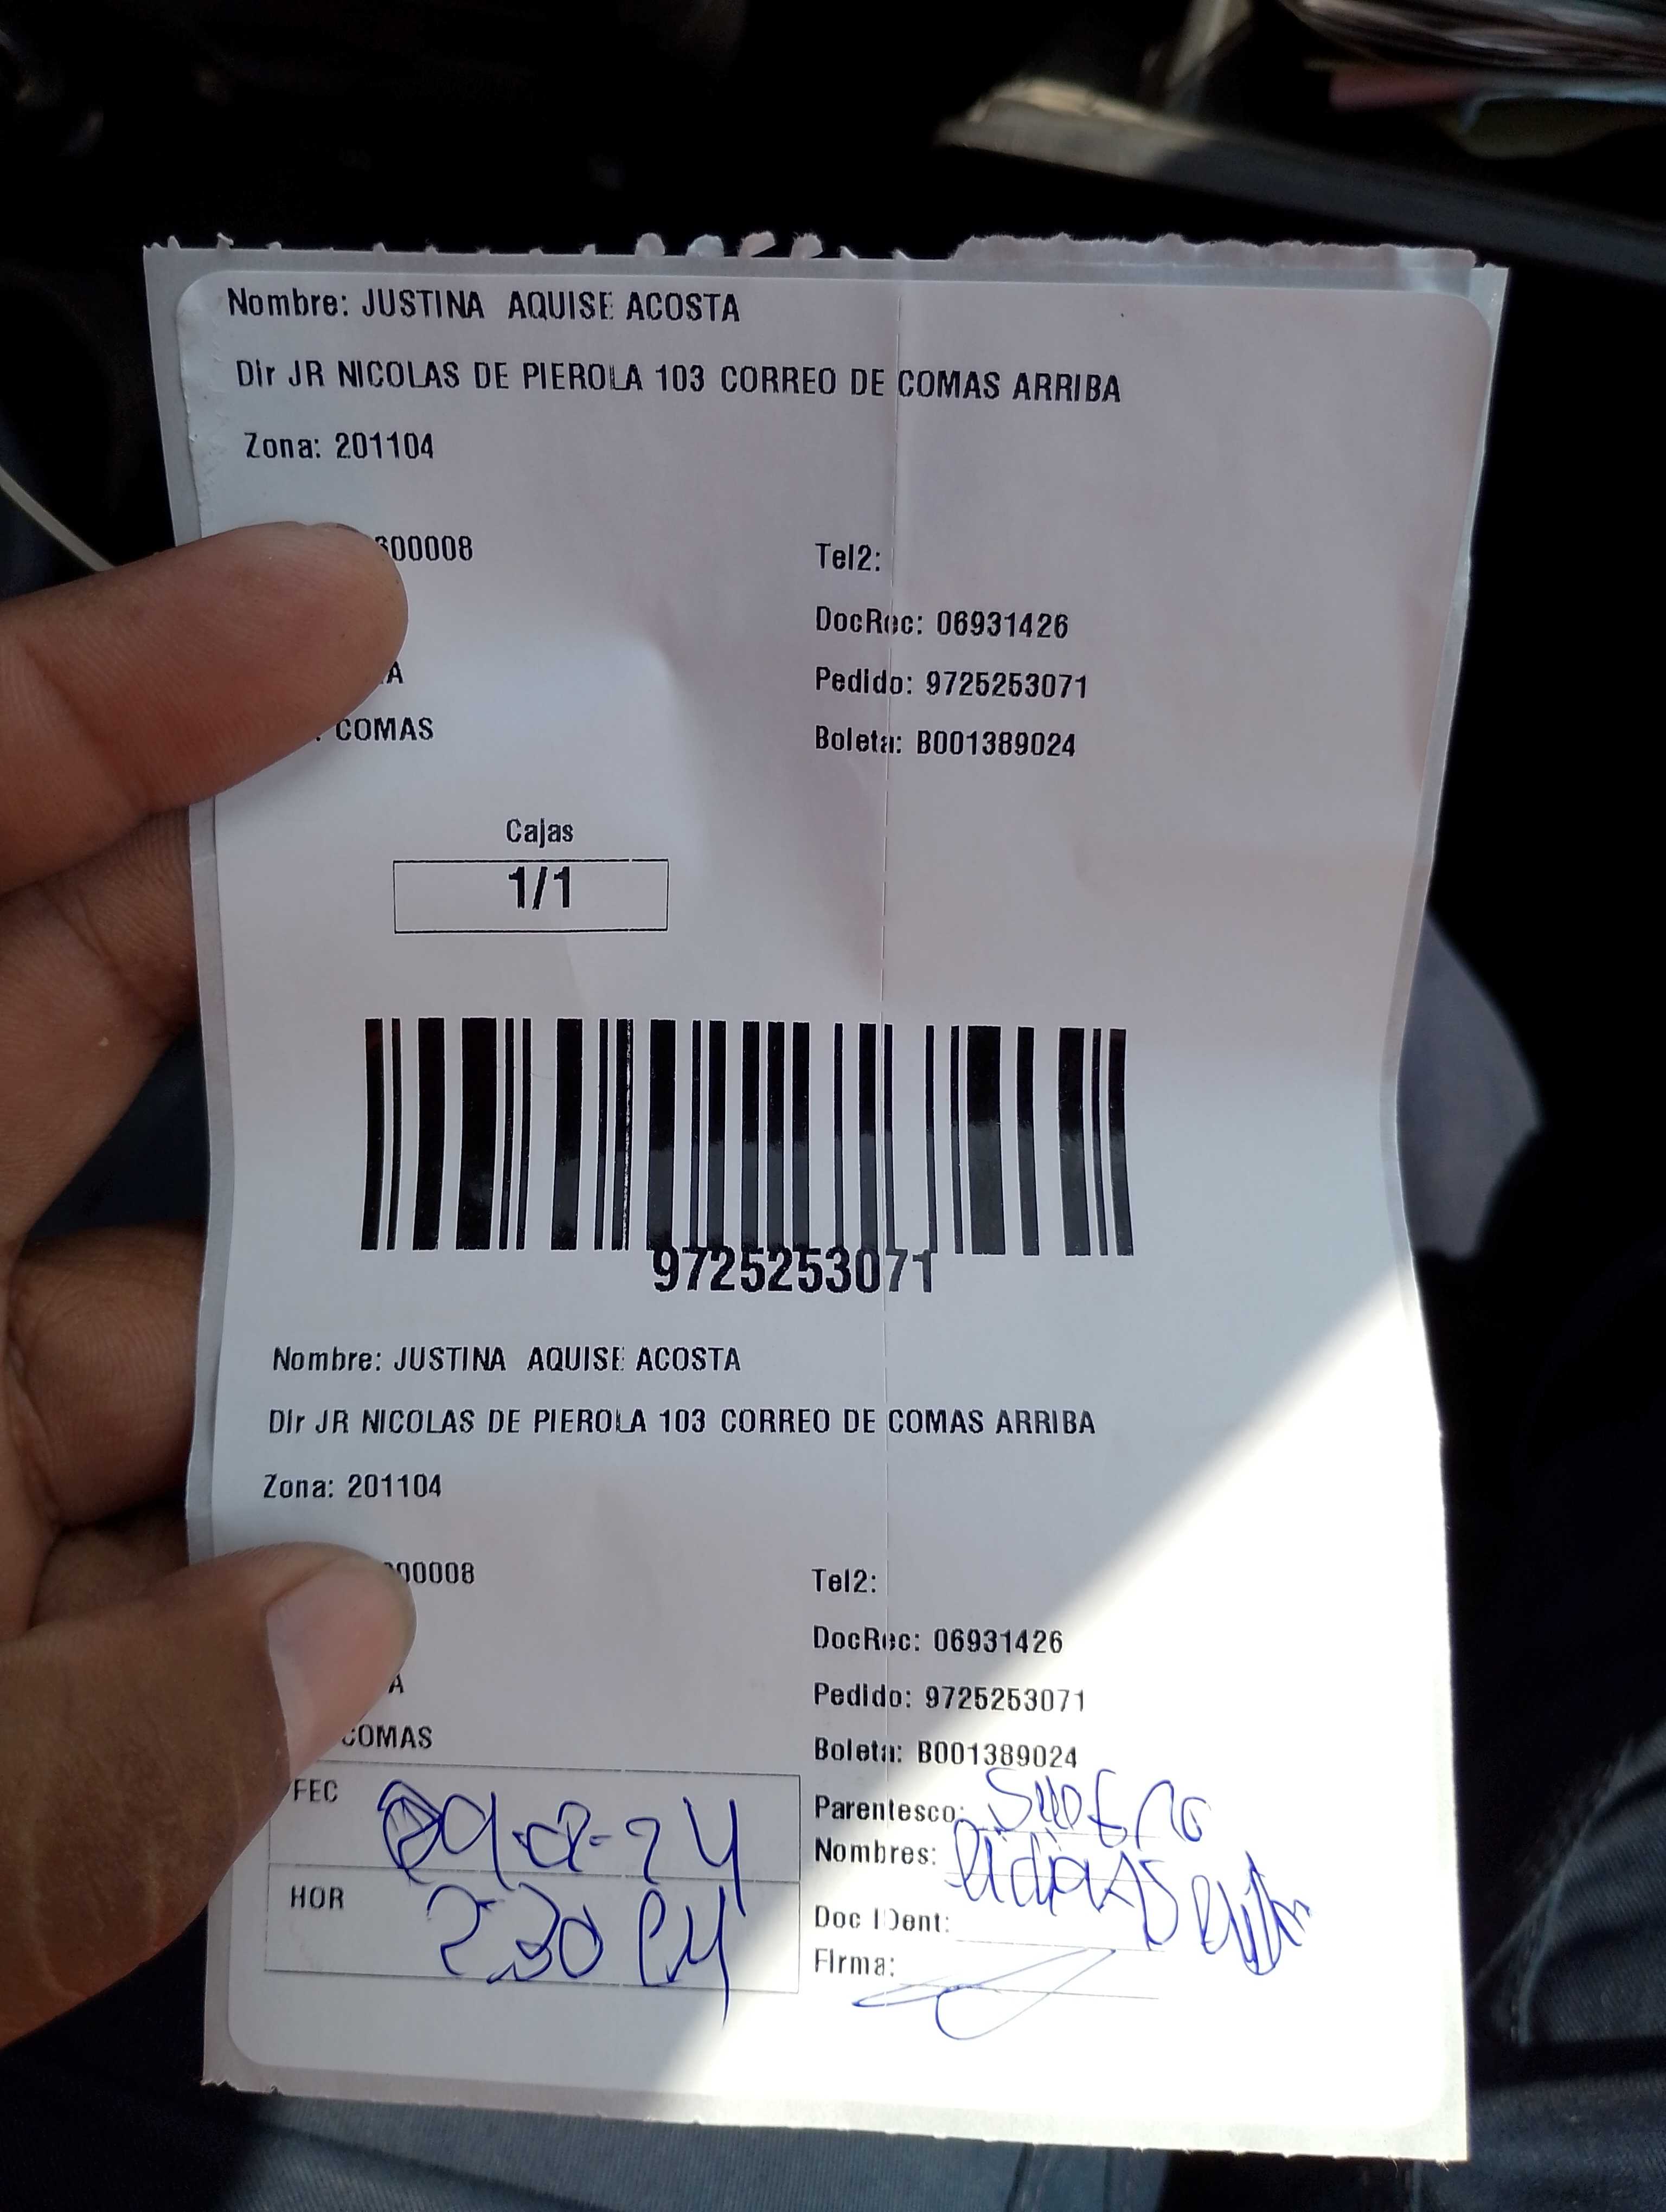 Nombre: JUSTINA AQUISE ACOSTA
Dir JR NICOLAS DE PIEROLA 103 CORREO DE COMAS ARRIBA
Zona: 201104
00008 Tel2:
DocRec: 06931426
A Pedido: 9725253071
COMAS Boleta: B001389024
Cajas
1/1
9725253071
Nombre: JUSTINA AQUISE ACOSTA
Dir JR NICOLAS DE PIEROLA 103 CORREO DE COMAS ARRIBA
Zona: 201104
00008 Tel2:
DocRec: 06931426
A Pedido: 9725253071
COMAS Boleta: B001389024
FEC
Parentesco:
Nombres:
HOR 2:30 PM
Doc IDent:
Firma: